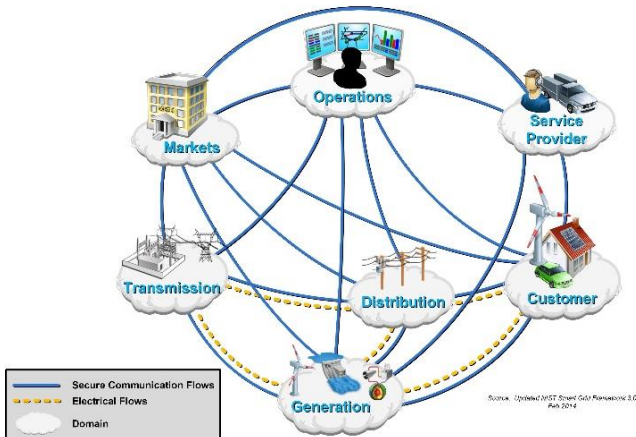 Operations
Service
Provider
Markets
Transmission
Distribution
Customer
Generation
Secure Communication Flows
Electrical Flows
Domain
Source: Updated NIST Smart Grid Framework 3.0
Feb 2014